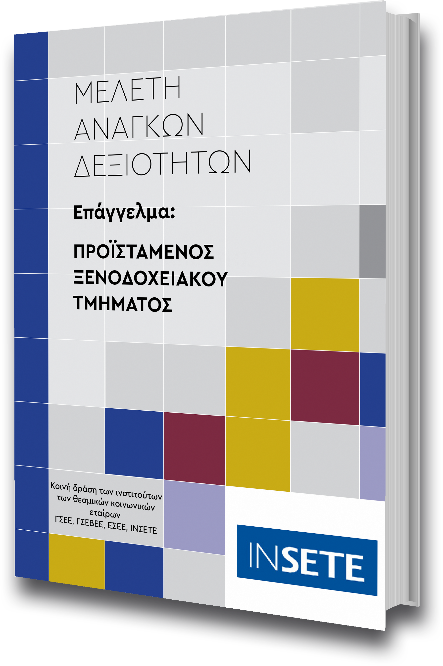 ΜΕΛΕΤΗ
ΑΝΑΓΚΩΝ
ΔΕΞΙΟΤΗΤΩΝ
Επάγγελμα:
ΠΡΟΪΣΤΑΜΕΝΟΣ
ΞΕΝΟΔΟΧΕΙΑΚΟΥ
ΤΜΗΜΑΤΟΣ
Κοινή δράση των ινστιτούτων
των θεσμικών κοινωνικών
εταίρων
ΓΣΕΕ, ΓΣΕΒΕΕ, ΕΣΕΕ, ΙΝΣΕΤΕ
INSETE